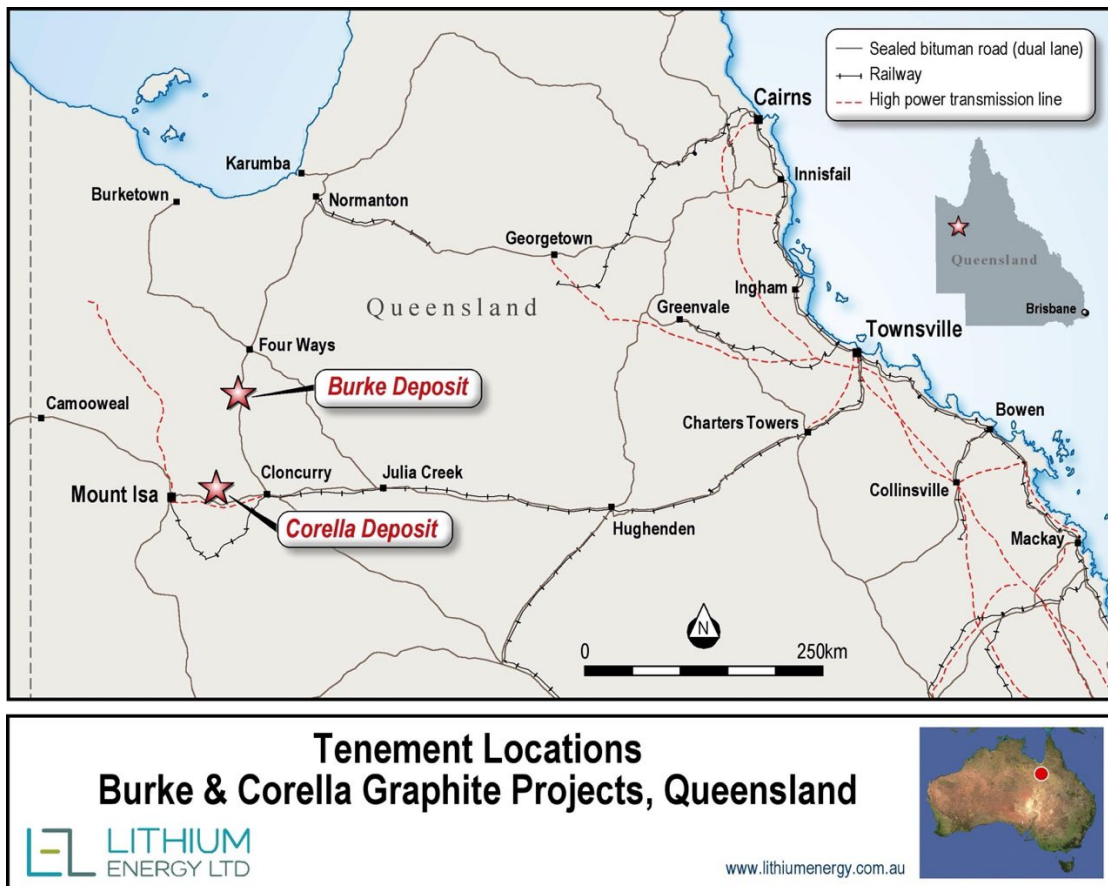 Sealed bituman road (dual lane)
Railway
High power transmission line
Cairns
Karumba
Innisfail
Burketown
Normanton
Georgetown
Queensland
Ingham
Greenvale
Queensland
Brisbane
Townsville
Four Ways
Burke Deposit
Camooweal
Bowen
Charters Towers
Julia Creek
Cloncurry
Mount Isa
Collinsville
Corella Deposit
Hughenden
Mackay
N
0 250km
Tenement Locations
Burke & Corella Graphite Projects, Queensland
LITHIUM
ENERGY LTD
www.lithiumenergy.com.au